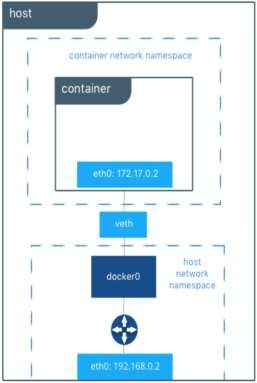 host
container network namespace
container
eth0: 172.17.0.2
veth
docker0
host
network
namespace
eth0: 192.168.0.2